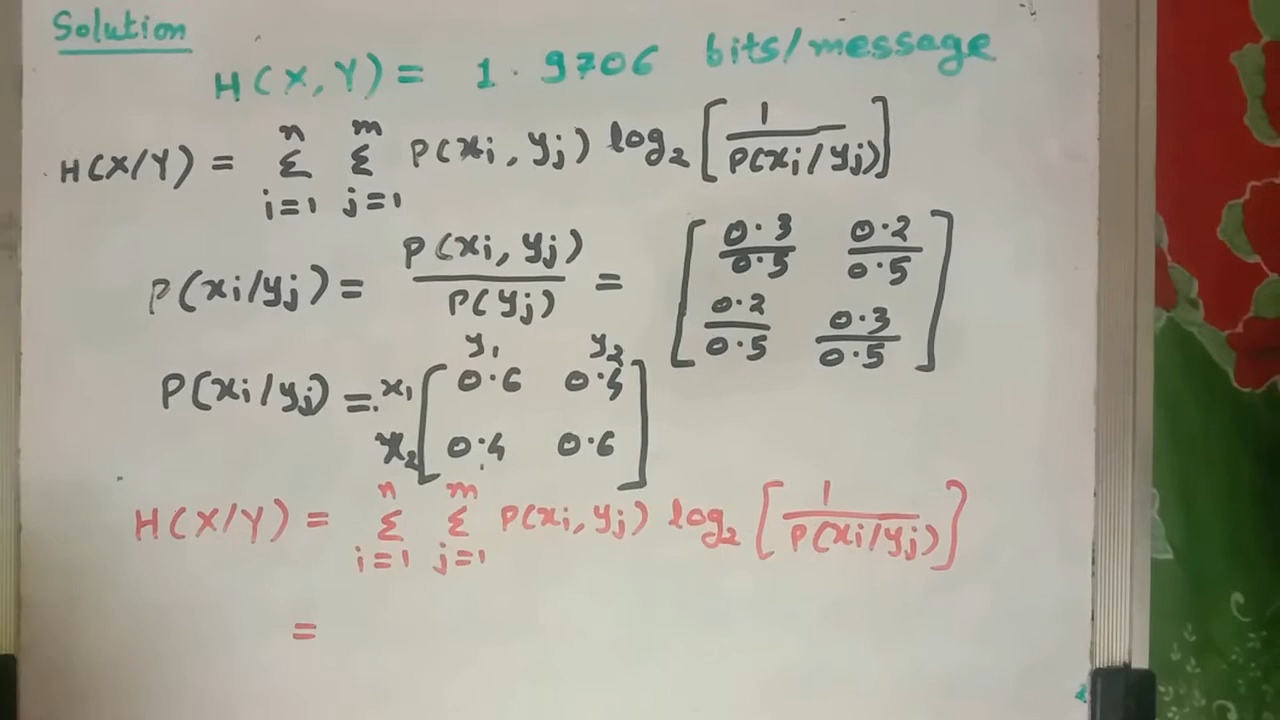 Solution
H(X,Y) = 1.9706 bits/message
H(X/Y) = n Σ i=1 m Σ j=1 P(xi, yj) log2 [1 / P(xi/yj)]
P(xi/yj) = P(xi, yj) / P(yj) = [0.3/0.5 0.2/0.5
0.2/0.5 0.3/0.5]
y1 y2
P(xi/yj) = x1 [0.6 0.4
x2 0.4 0.6]
H(X/Y) = n Σ i=1 m Σ j=1 P(xi, yj) log2 [1 / P(xi/yj)]
=